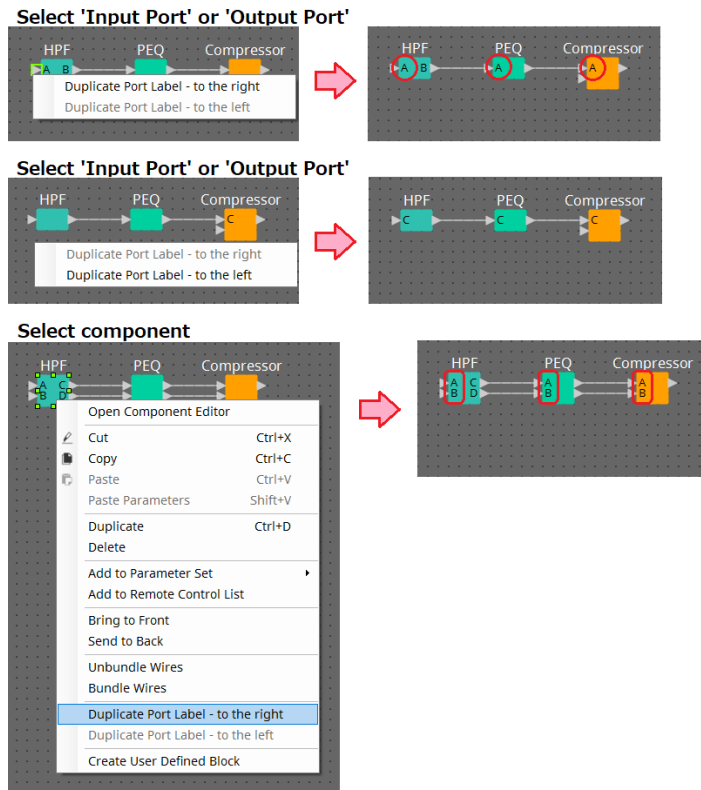 Select 'Input Port' or 'Output Port'
HPF PEQ Compressor
A B
Duplicate Port Label - to the right
Duplicate Port Label - to the left
HPF PEQ Compressor
A B A A
Select 'Input Port' or 'Output Port'
HPF PEQ Compressor
C
Duplicate Port Label - to the right
Duplicate Port Label - to the left
HPF PEQ Compressor
C C C
Select component
HPF PEQ Compressor
A C
B D
Open Component Editor
Cut Ctrl+X
Copy Ctrl+C
Paste Ctrl+V
Paste Parameters Shift+V
Duplicate Ctrl+D
Delete
Add to Parameter Set
Add to Remote Control List
Bring to Front
Send to Back
Unbundle Wires
Bundle Wires
Duplicate Port Label - to the right
Duplicate Port Label - to the left
Create User Defined Block
HPF PEQ Compressor
A C A A
B D B B